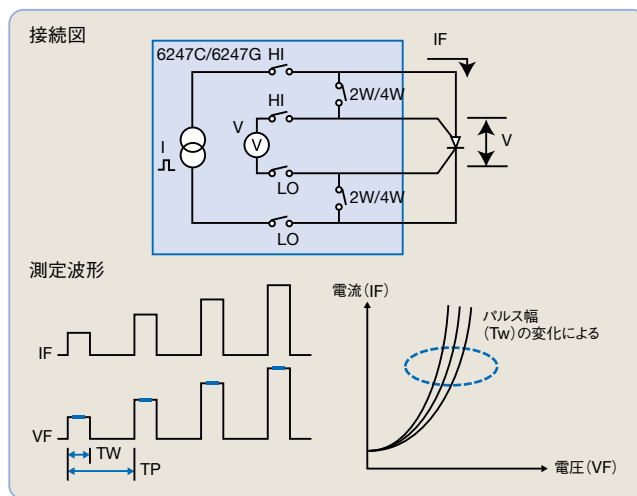 接続図
6247C/6247G
HI
IF
2W/4W
HI
V
V
I
V
LO
2W/4W
LO
測定波形
電流(IF)
パルス幅
(Tw)の変化による
IF
VF
TW
TP
電圧(VF)